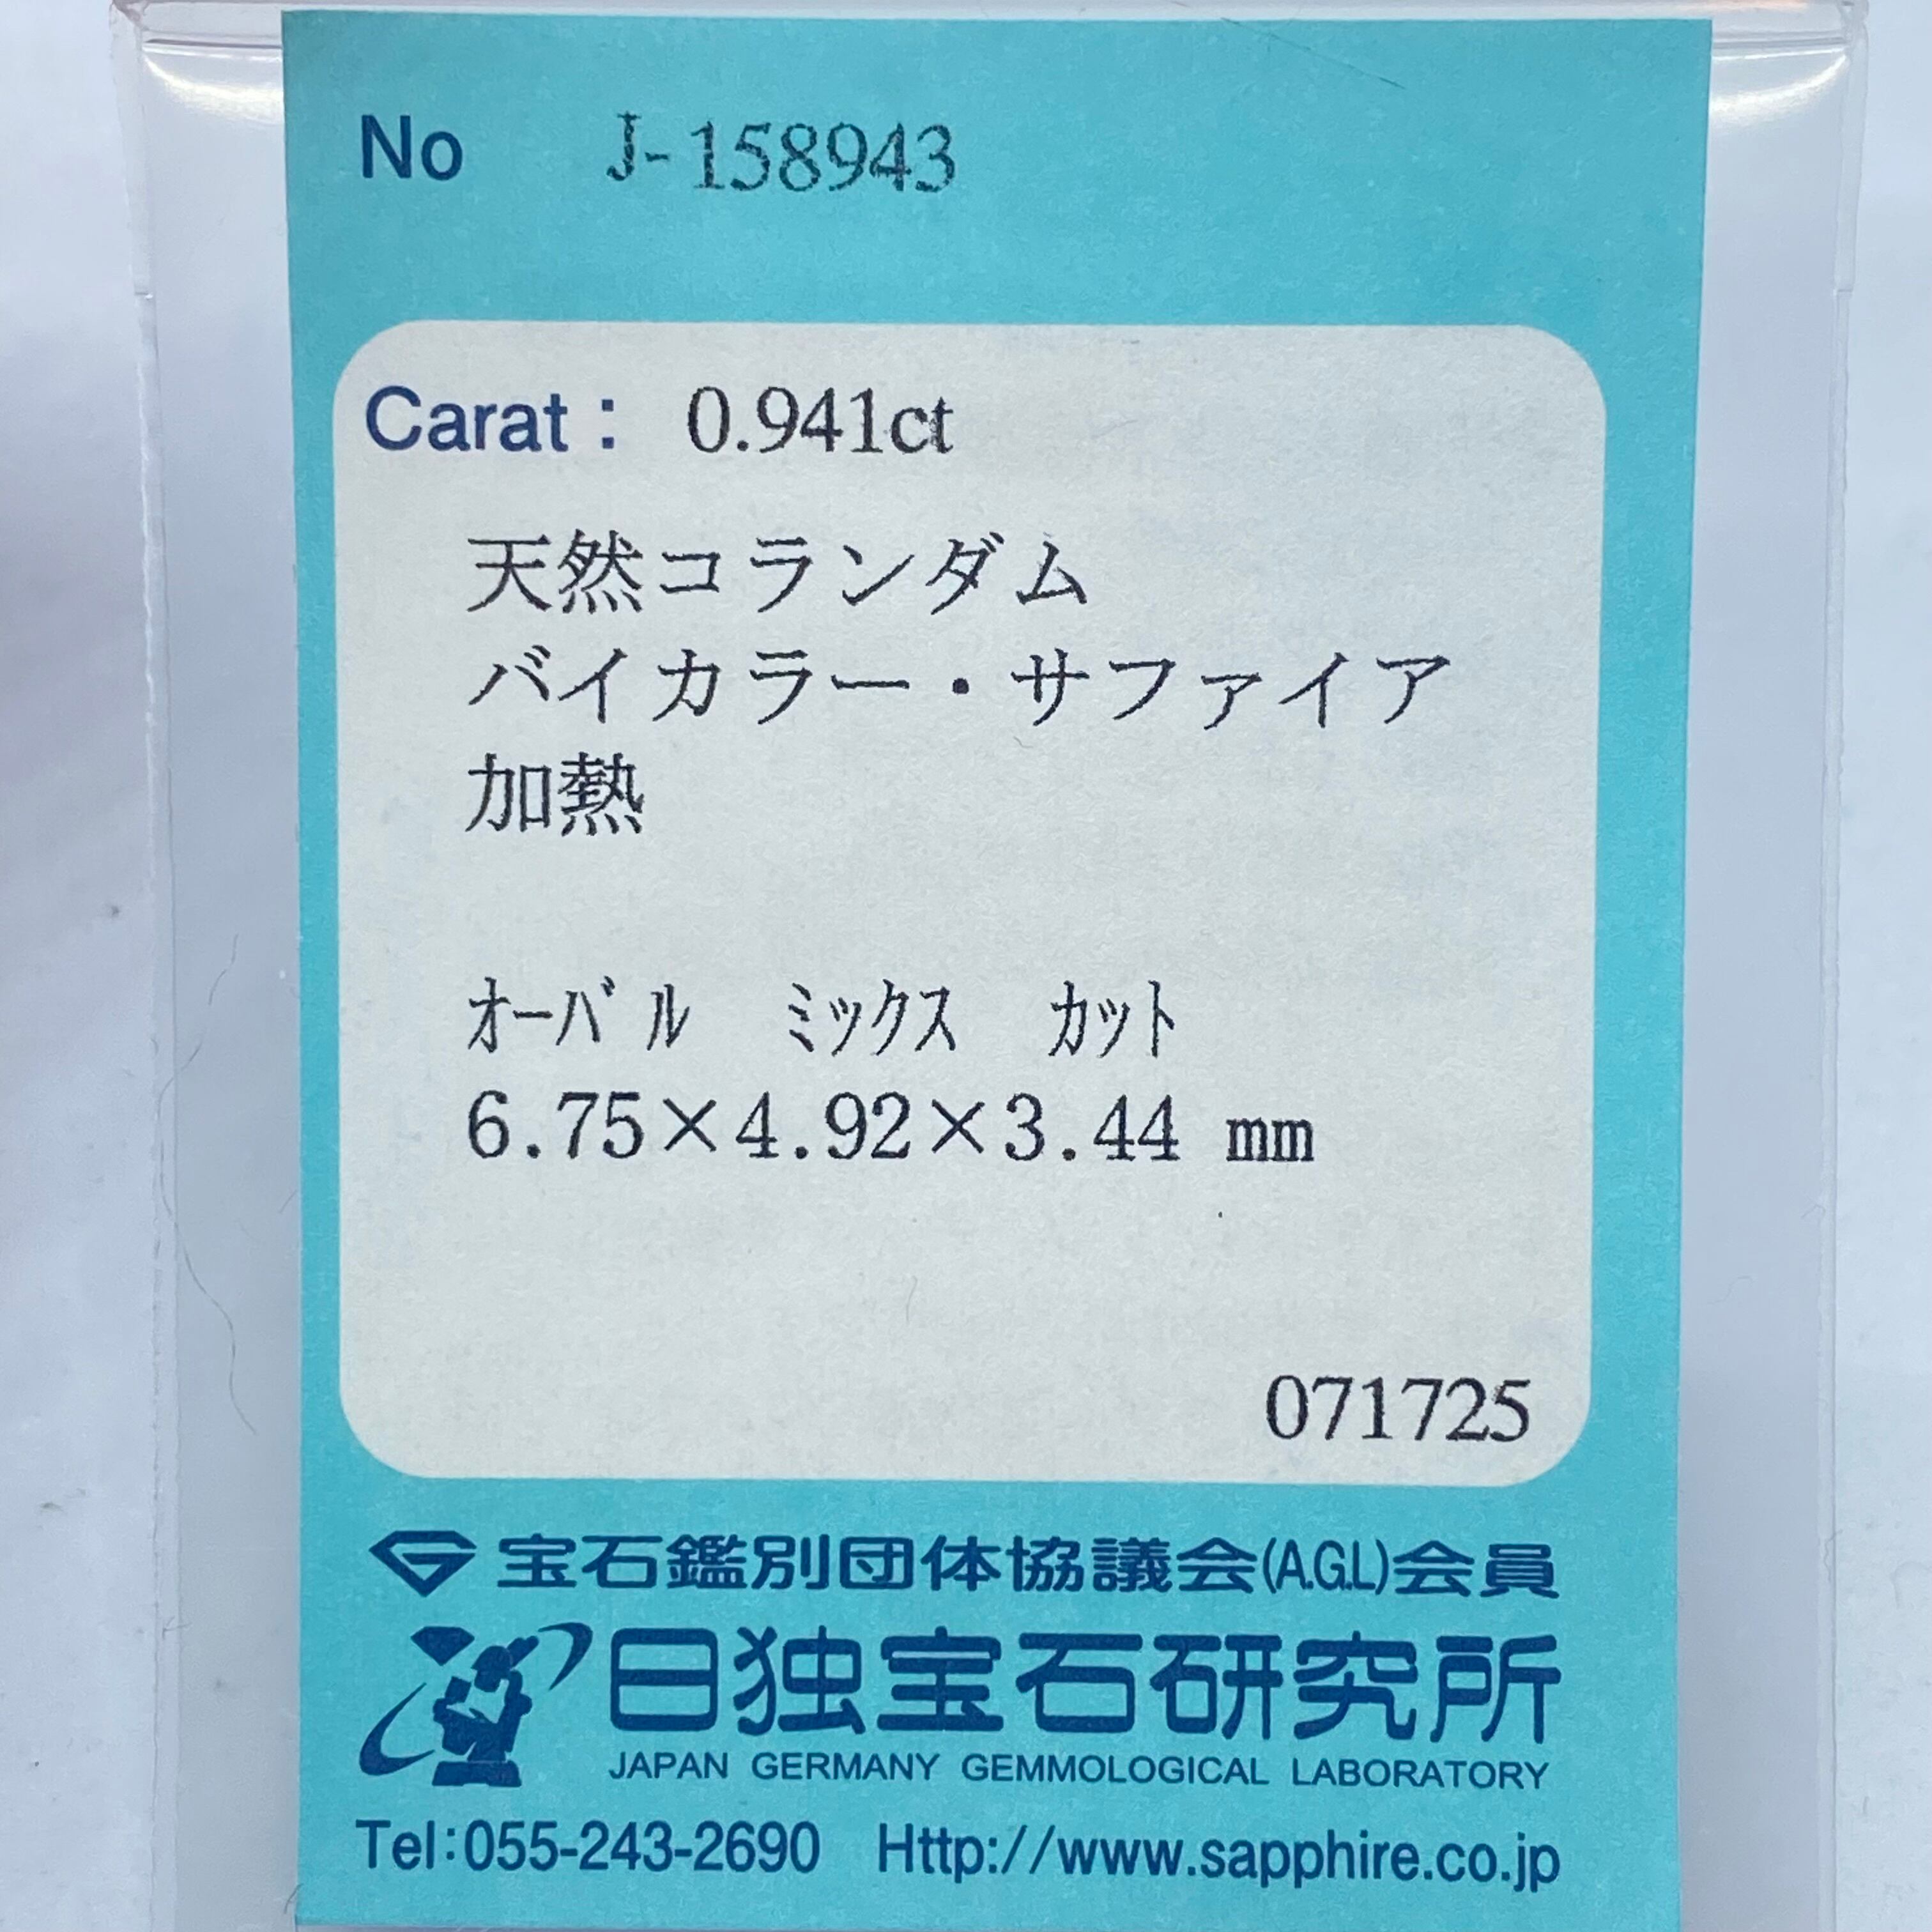 No J-158943
Carat: 0.941ct
天然コランダム
バイカラー・サファイア
加熱
ｵｰﾊﾞﾙ ﾐｯｸｽ ｶｯﾄ
6.75×4.92×3.44 mm
071725
宝石鑑別団体協議会(A.G.L)会員
日独宝石研究所
JAPAN GERMANY GEMMOLOGICAL LABORATORY
Tel:055-243-2690 Http://www.sapphire.co.jp